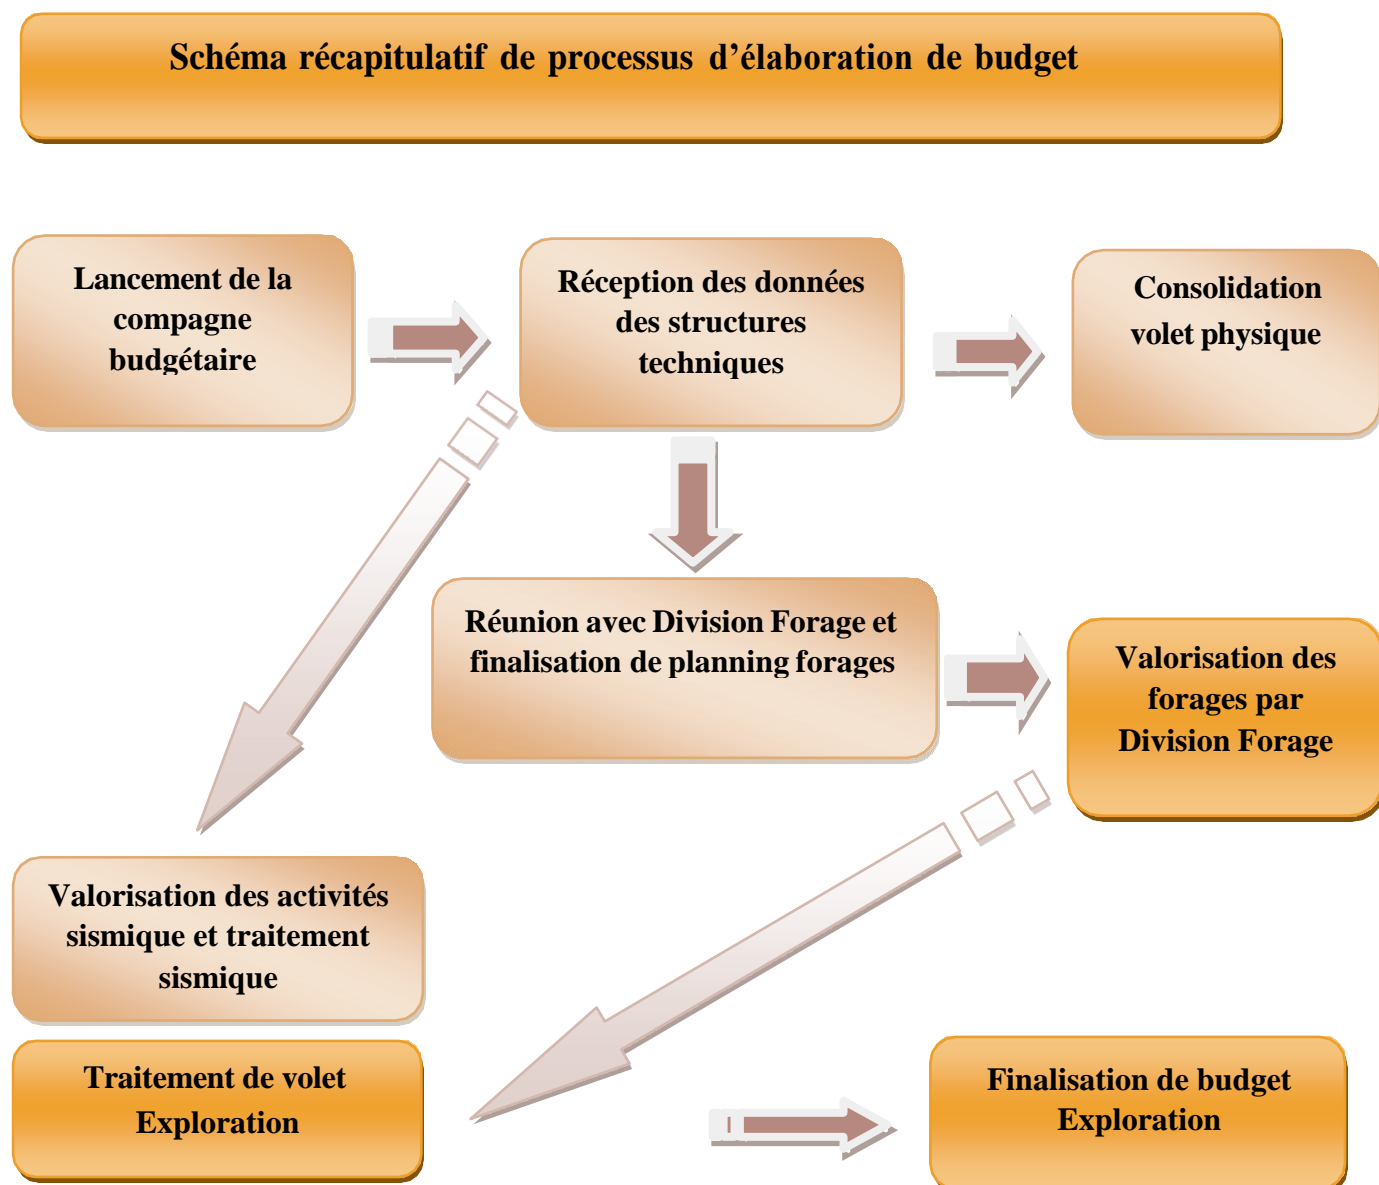 Schéma récapitulatif de processus d’élaboration de budget
Lancement de la
compagne
budgétaire
Réception des données
des structures
techniques
Consolidation
volet physique
Réunion avec Division Forage et
finalisation de planning forages
Valorisation des
forages par
Division Forage
Valorisation des activités
sismique et traitement
sismique
Traitement de volet
Exploration
Finalisation de budget
Exploration